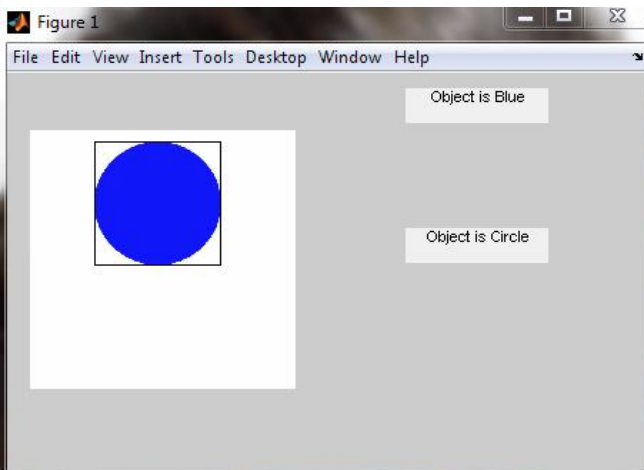 Figure 1
File Edit View Insert Tools Desktop Window Help
Object is Blue
Object is Circle